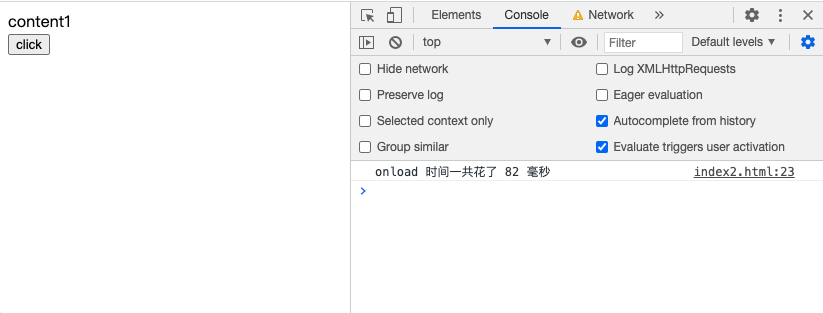 content1
click
Elements Console Network »
top Filter Default levels
Hide network Log XMLHttpRequests
Preserve log Eager evaluation
Selected context only Autocomplete from history
Group similar Evaluate triggers user activation
onload 时间一共花了 82 毫秒 index2.html:23